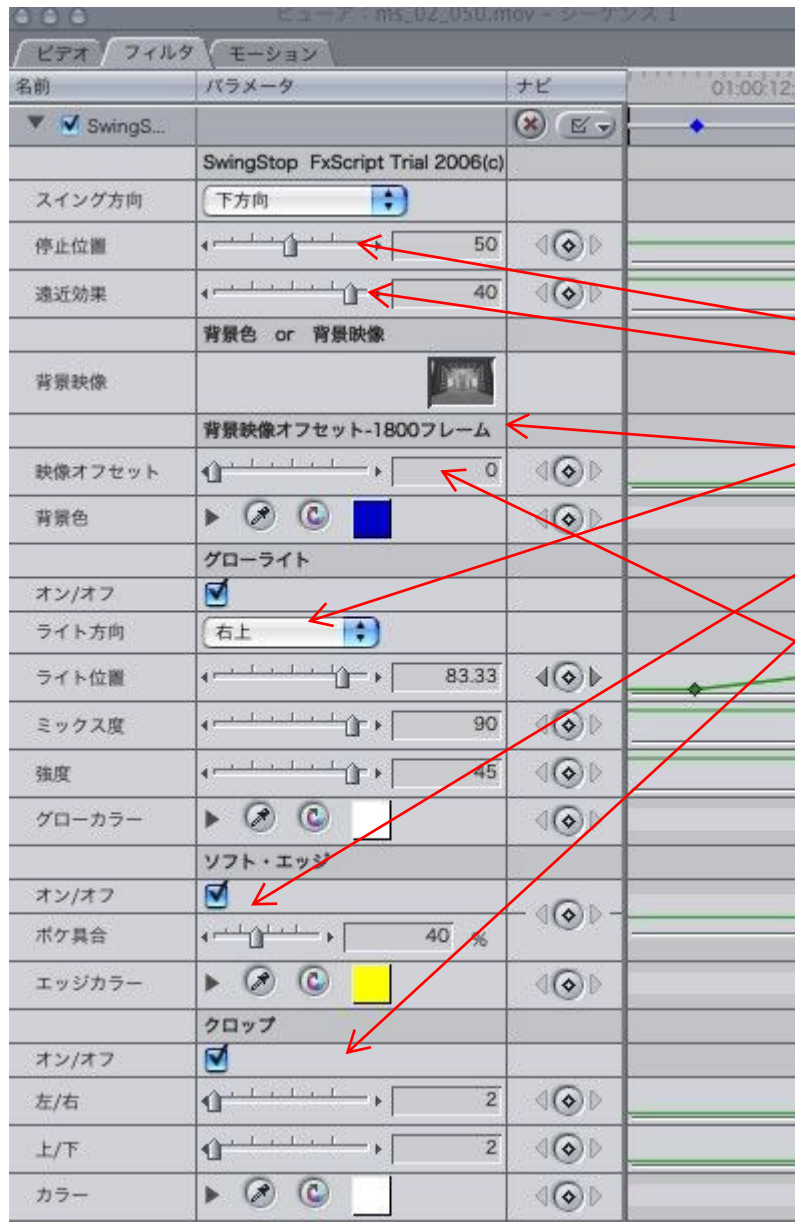 ビューア：ms_02_050.mov - シーケンス 1
ビデオ フィルタ モーション
名前 パラメータ ナビ 01:00:12
SwingS...
SwingStop FxScript Trial 2006(c)
スイング方向 下方向
停止位置 50
遠近効果 40
背景色 or 背景映像
背景映像
背景映像オフセット-1800フレーム
映像オフセット 0
背景色
グローライト
オン/オフ
ライト方向 右上
ライト位置 83.33
ミックス度 90
強度 45
グローカラー
ソフト・エッジ
オン/オフ
ボケ具合 40 %
エッジカラー
クロップ
オン/オフ
左/右 2
上/下 2
カラー